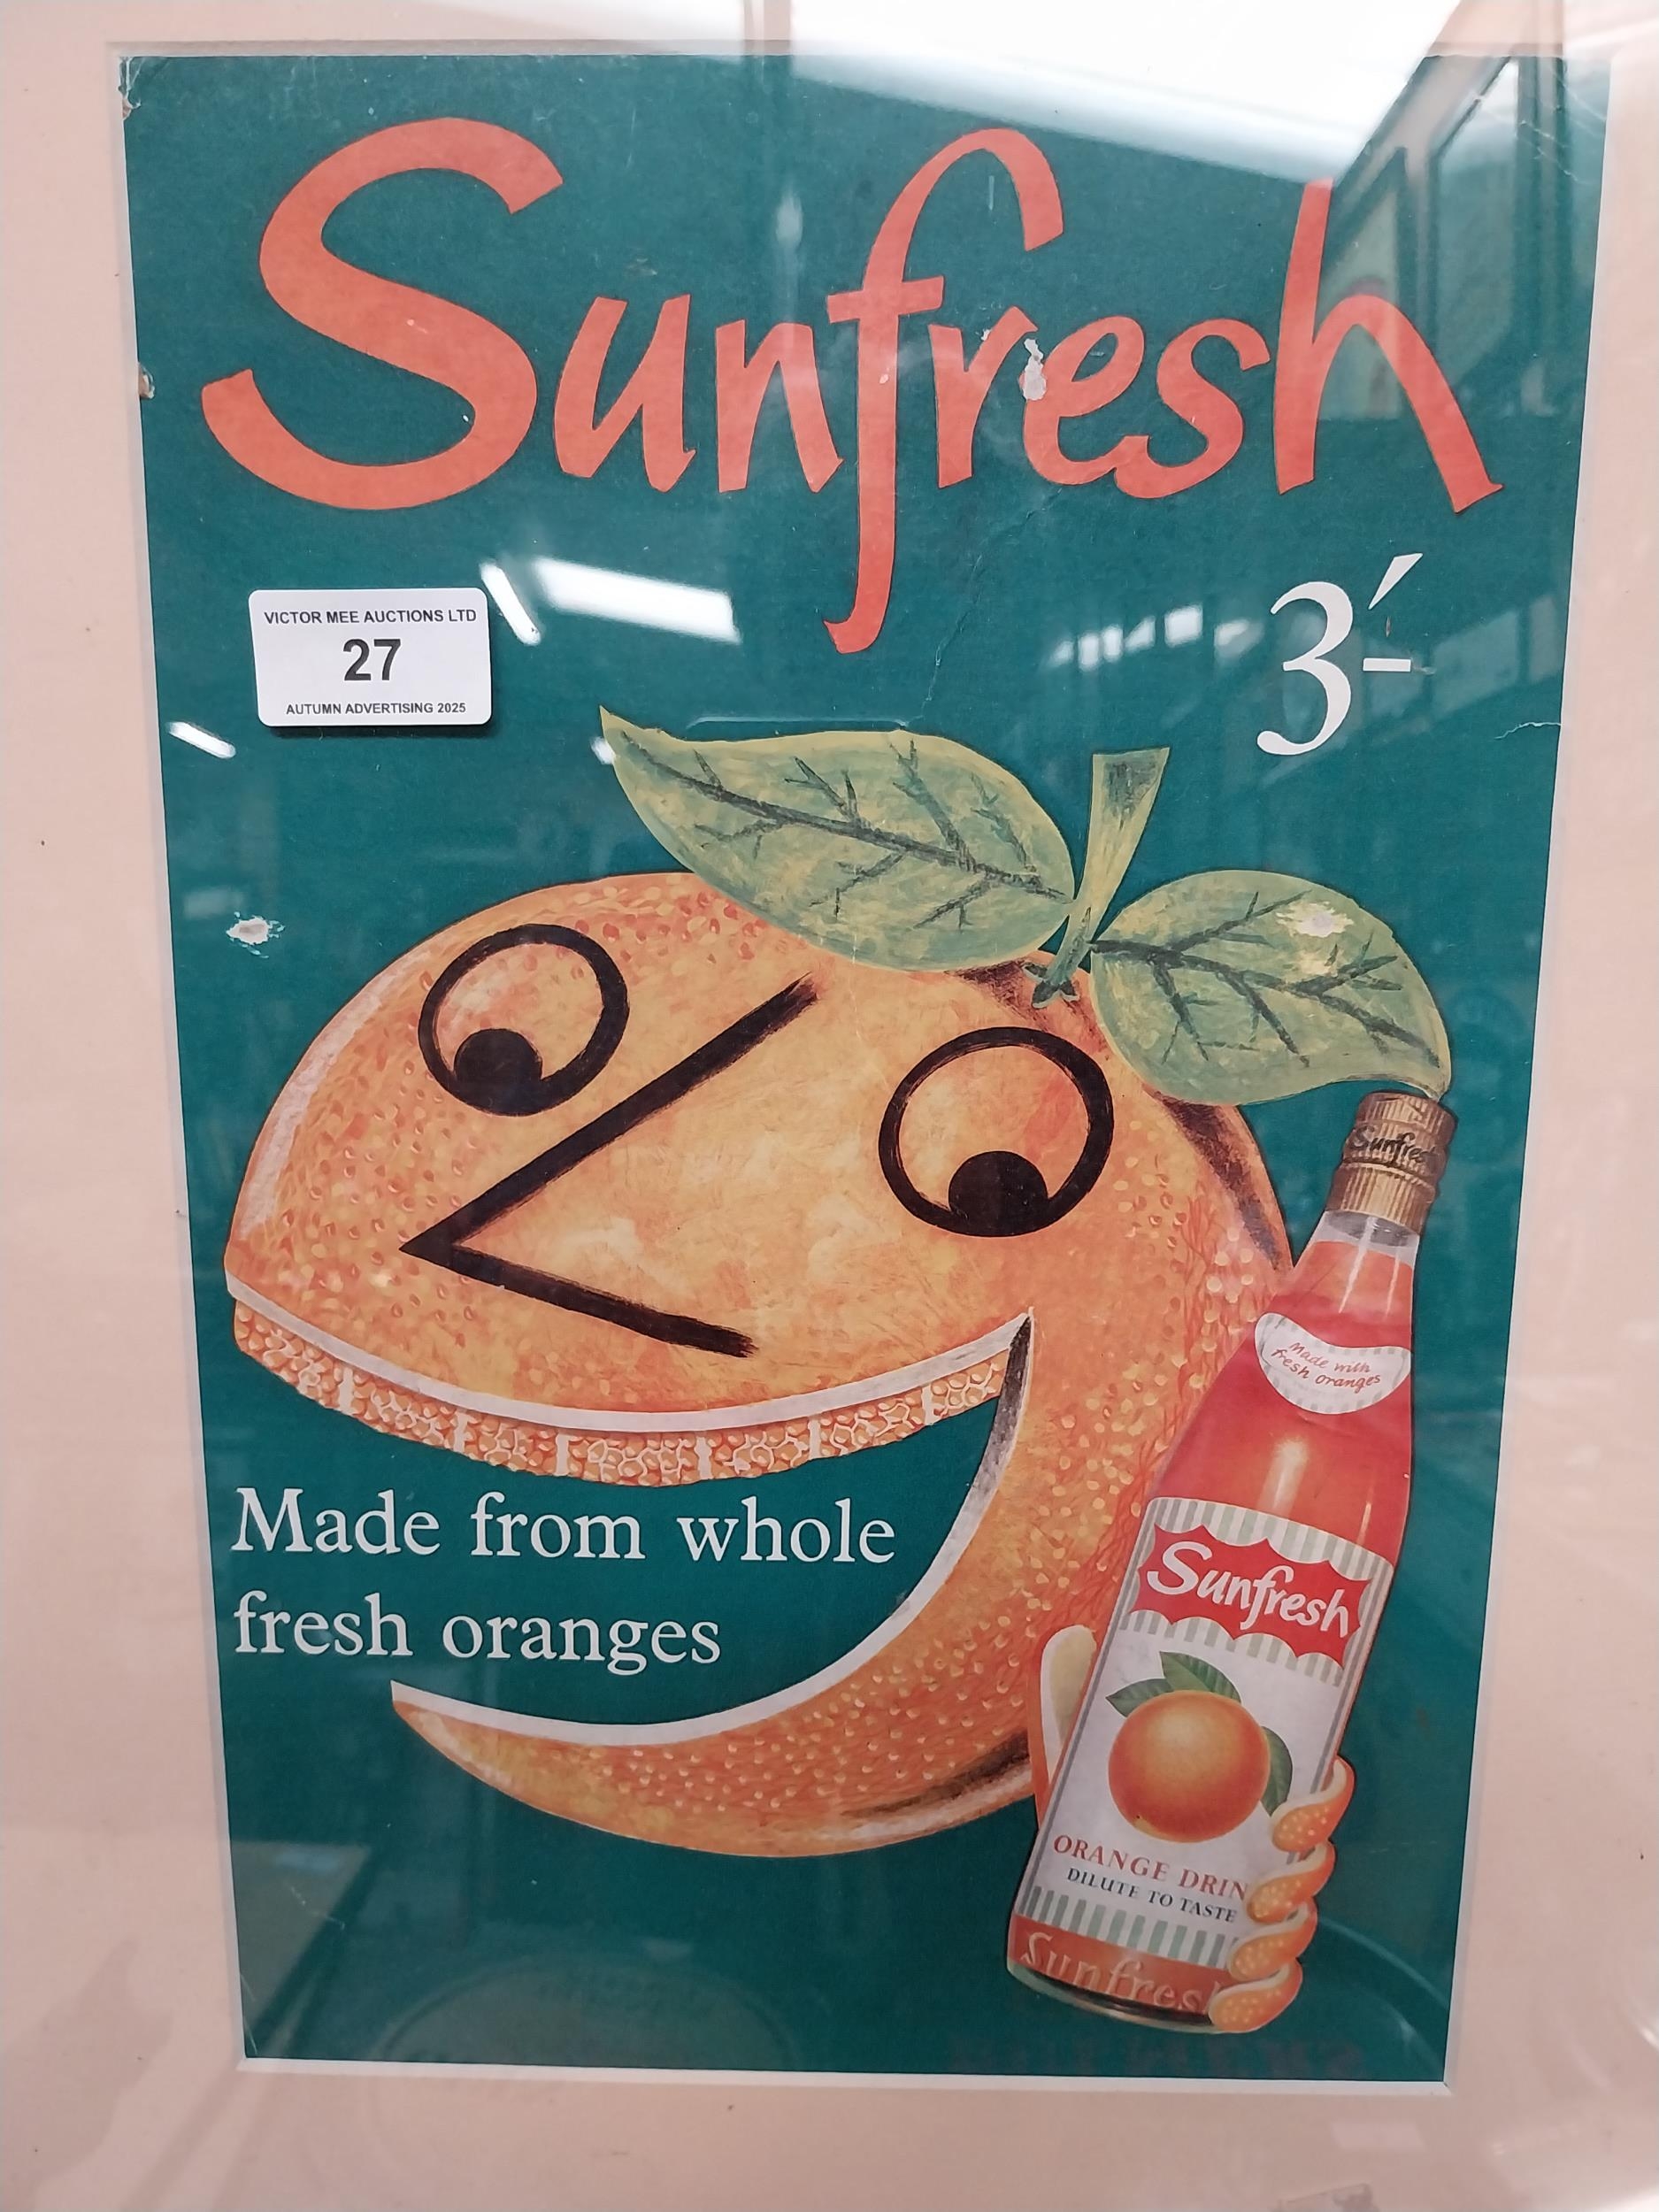 Sunfresh
3/-
VICTOR MEE AUCTIONS LTD
27
AUTUMN ADVERTISING 2025
Sunfres
Made with
fresh oranges
Made from whole
fresh oranges
Sunfresh
ORANGE DRIN
DILUTE TO TASTE
Sunfresh